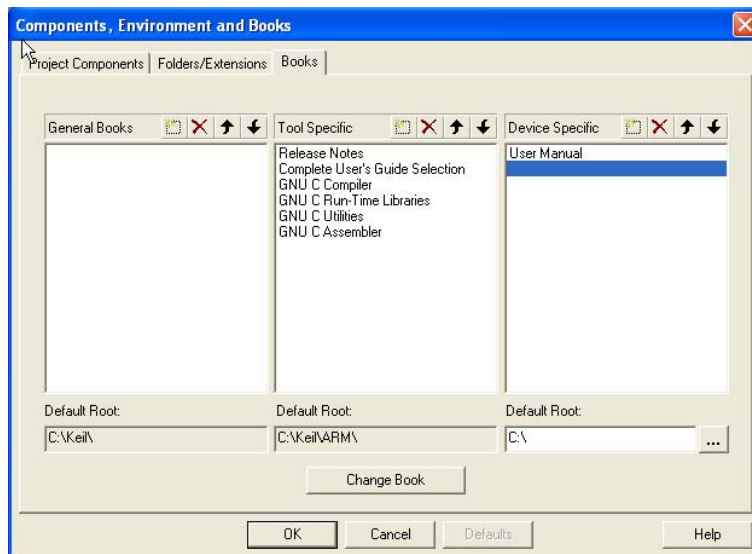 Components, Environment and Books
Project Components Folders/Extensions Books
General Books Tool Specific Device Specific
Release Notes
Complete User's Guide Selection
GNU C Compiler
GNU C Run-Time Libraries
GNU C Utilities
GNU C Assembler
User Manual
Default Root: Default Root: Default Root:
C:\Keil\ C:\Keil\ARM\ C:\ ...
Change Book
OK Cancel Defaults Help